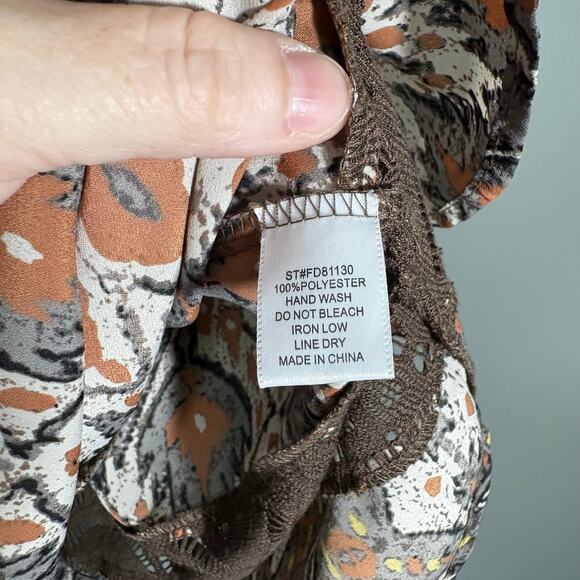 ST#FD81130
100%POLYESTER
HAND WASH
DO NOT BLEACH
IRON LOW
LINE DRY
MADE IN CHINA